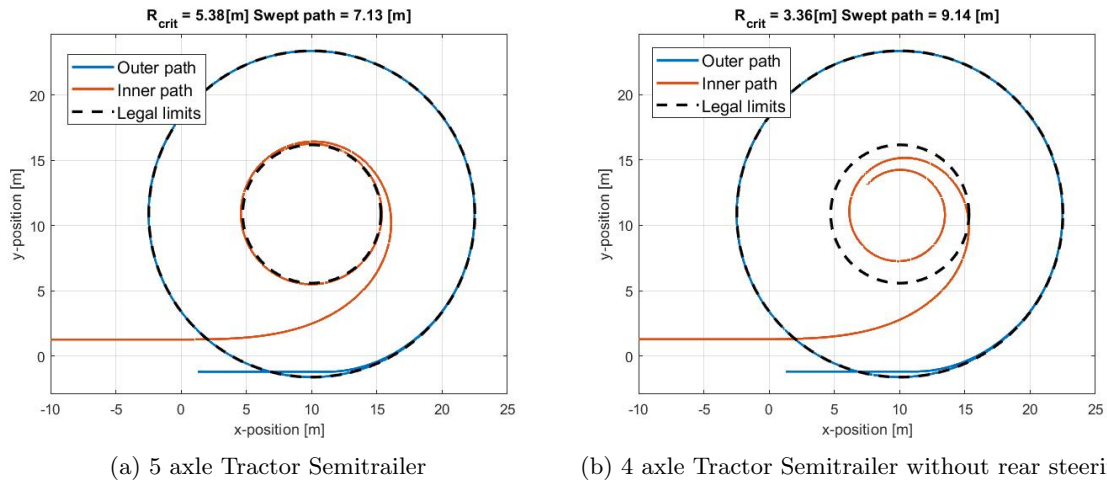 R_crit = 5.38[m] Swept path = 7.13 [m]
Outer path
Inner path
Legal limits
y-position [m]
20
15
10
5
0
-10 -5 0 5 10 15 20 25
x-position [m]
(a) 5 axle Tractor Semitrailer
R_crit = 3.36[m] Swept path = 9.14 [m]
Outer path
Inner path
Legal limits
y-position [m]
20
15
10
5
0
-10 -5 0 5 10 15 20 25
x-position [m]
(b) 4 axle Tractor Semitrailer without rear steeri